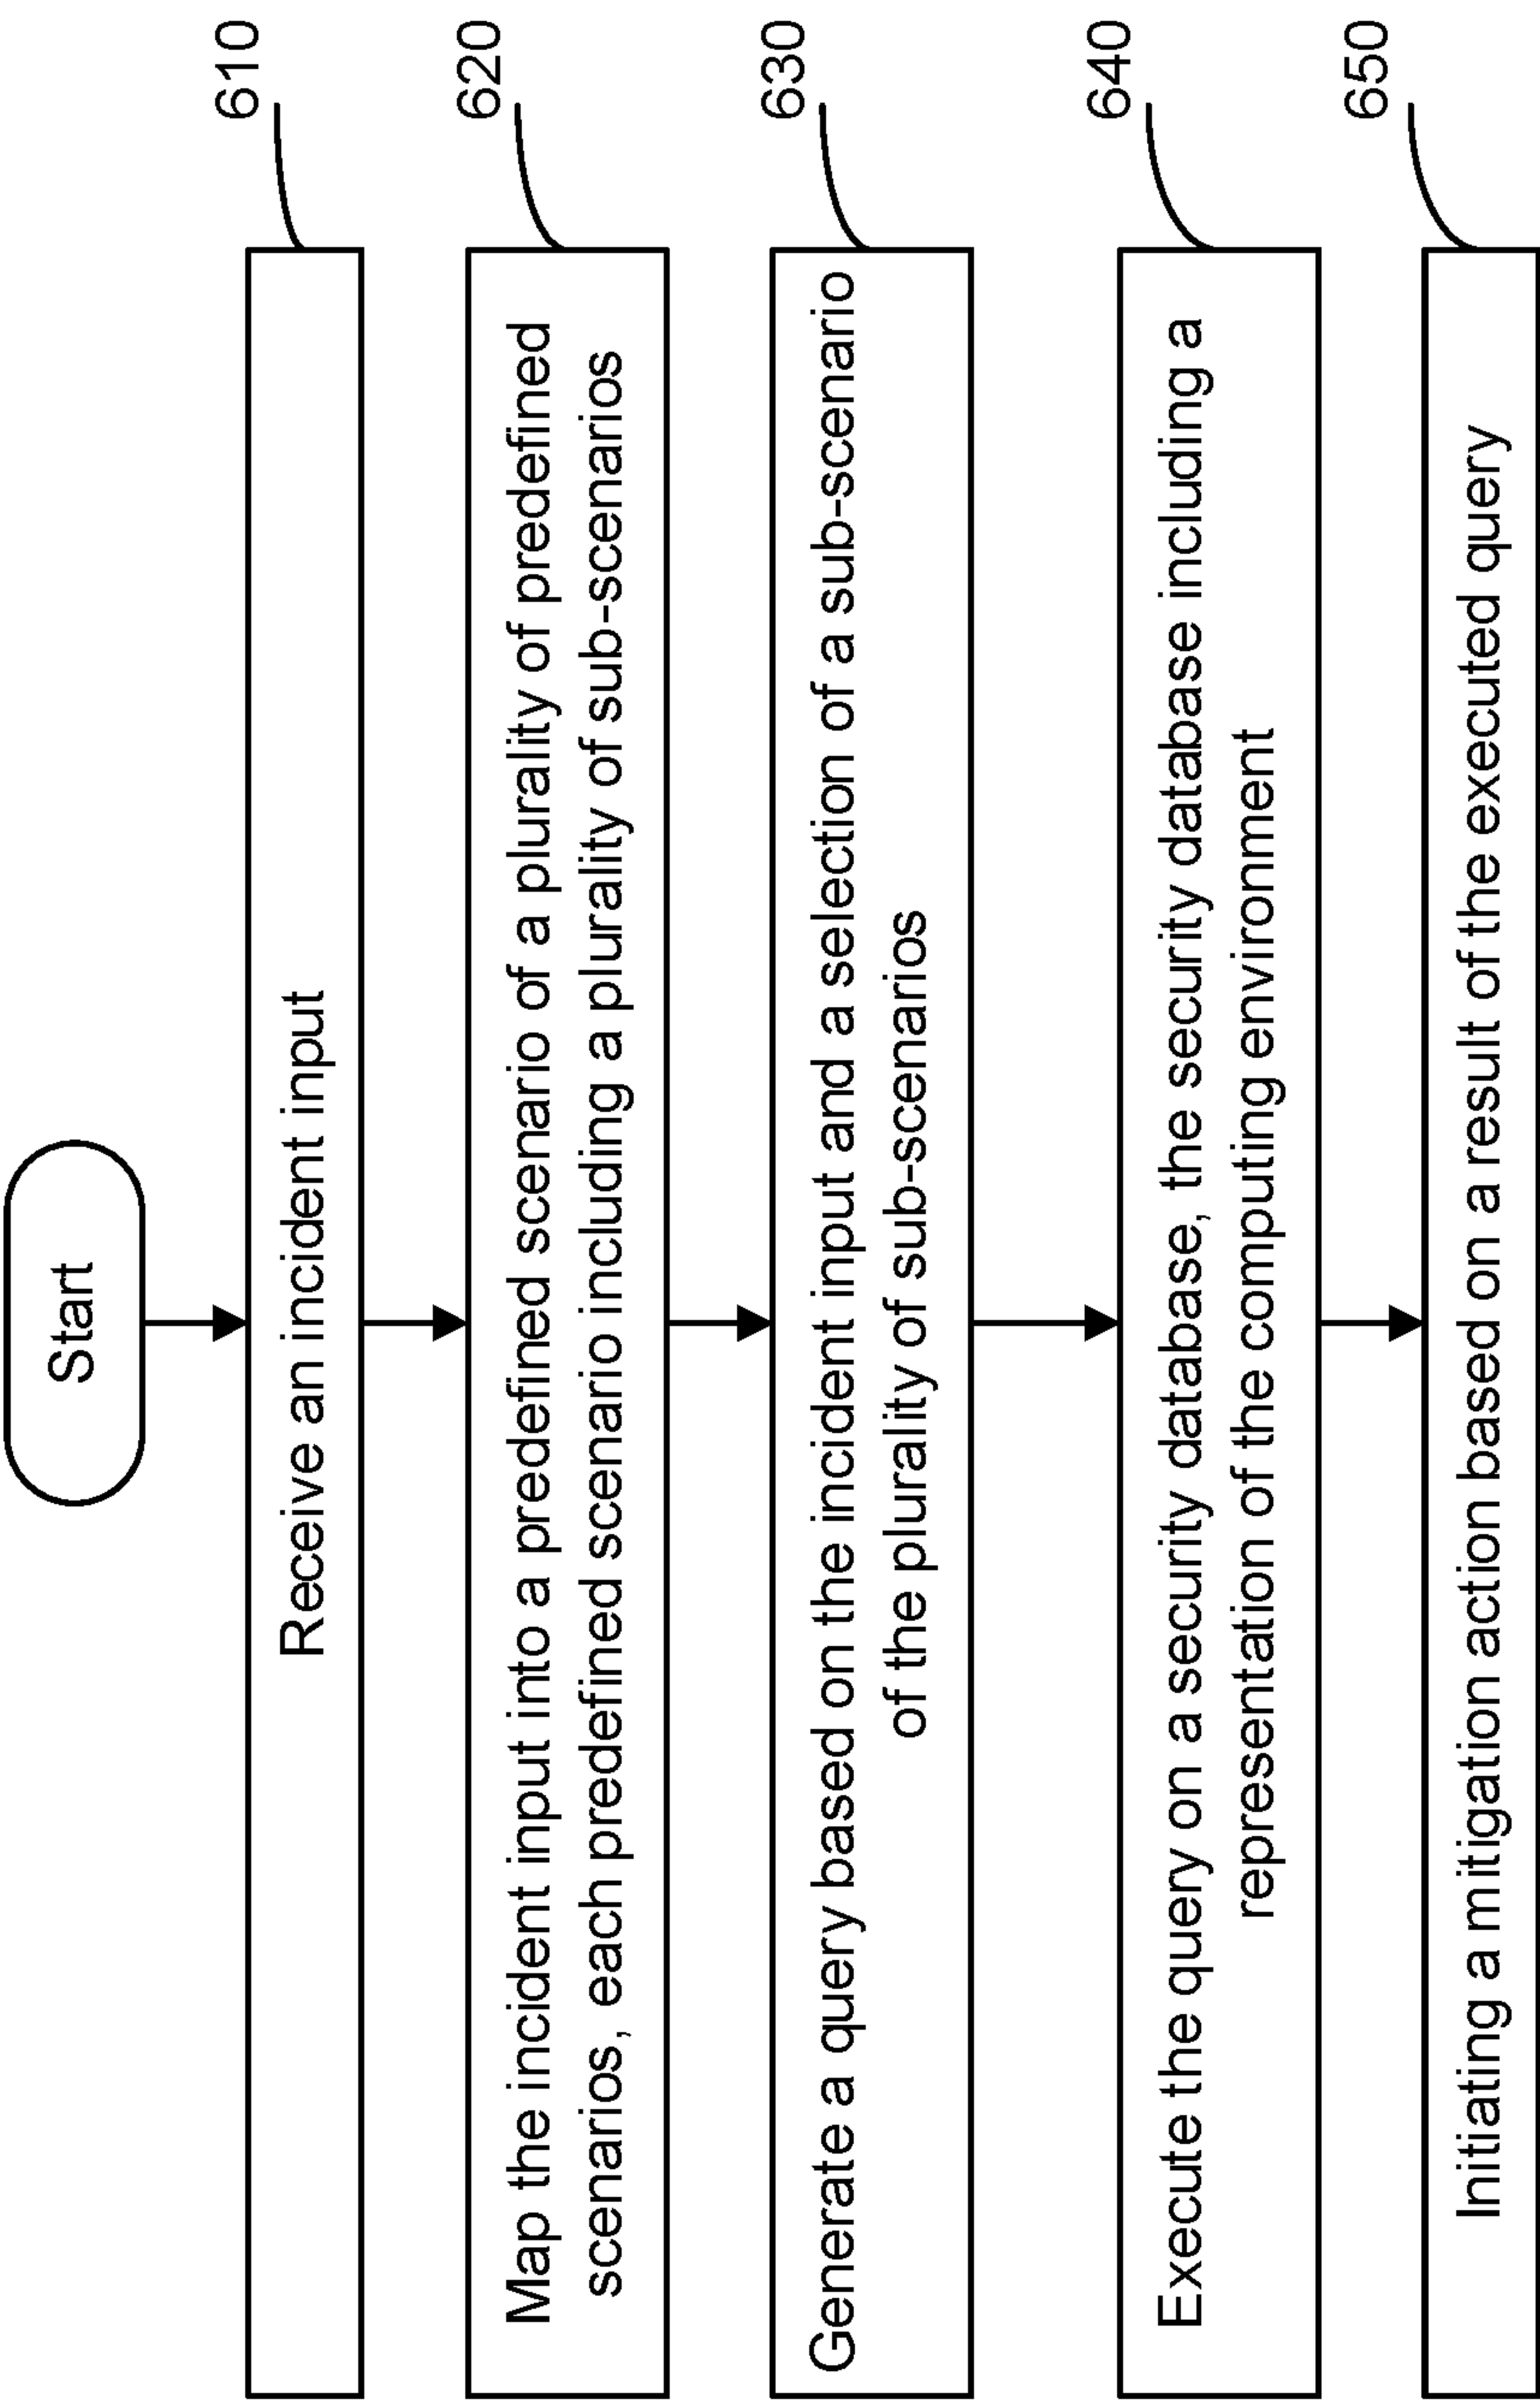 Start
610
Receive an incident input
620
Map the incident input into a predefined scenario of a plurality of predefined
scenarios, each predefined scenario including a plurality of sub-scenarios
630
Generate a query based on the incident input and a selection of a sub-scenario
of the plurality of sub-scenarios
640
Execute the query on a security database, the security database including a
representation of the computing environment
650
Initiating a mitigation action based on a result of the executed query